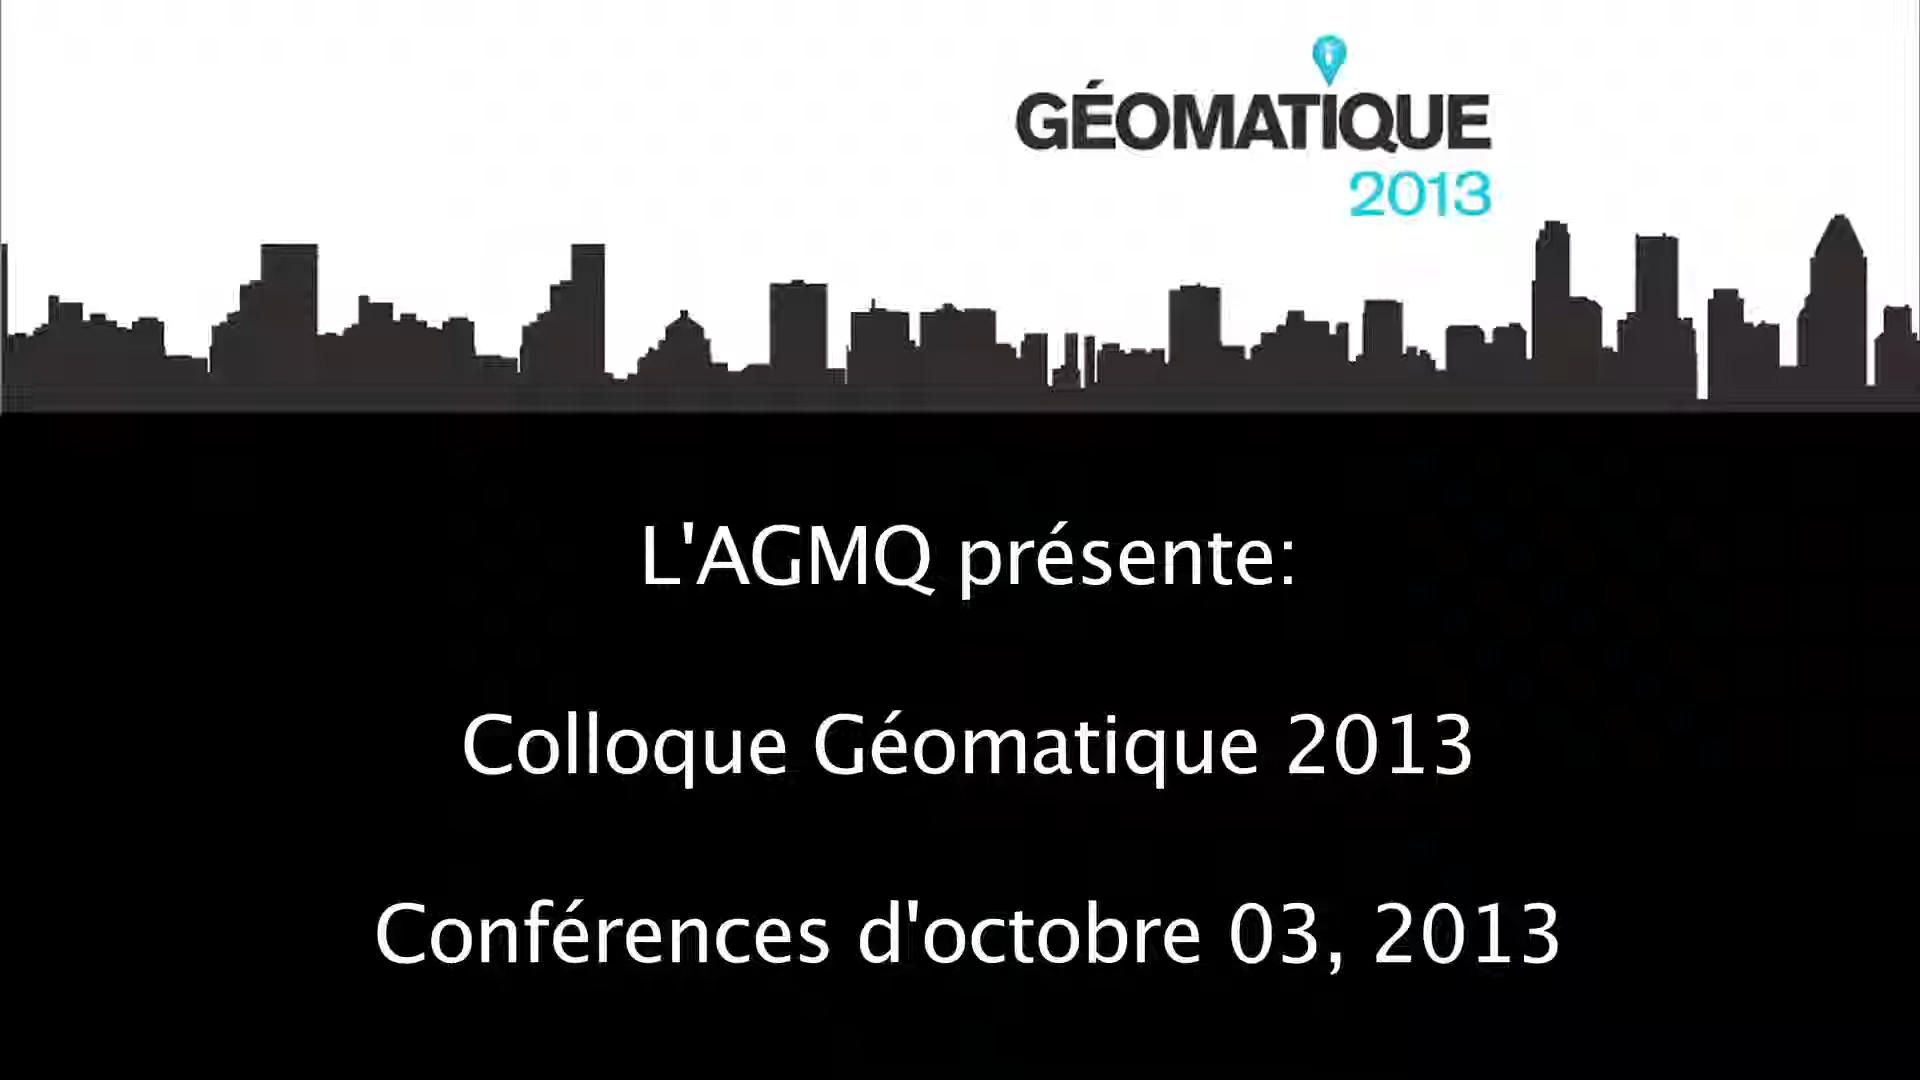 GÉOMATIQUE
2013
L'AGMQ présente:
Colloque Géomatique 2013
Conférences d'octobre 03, 2013